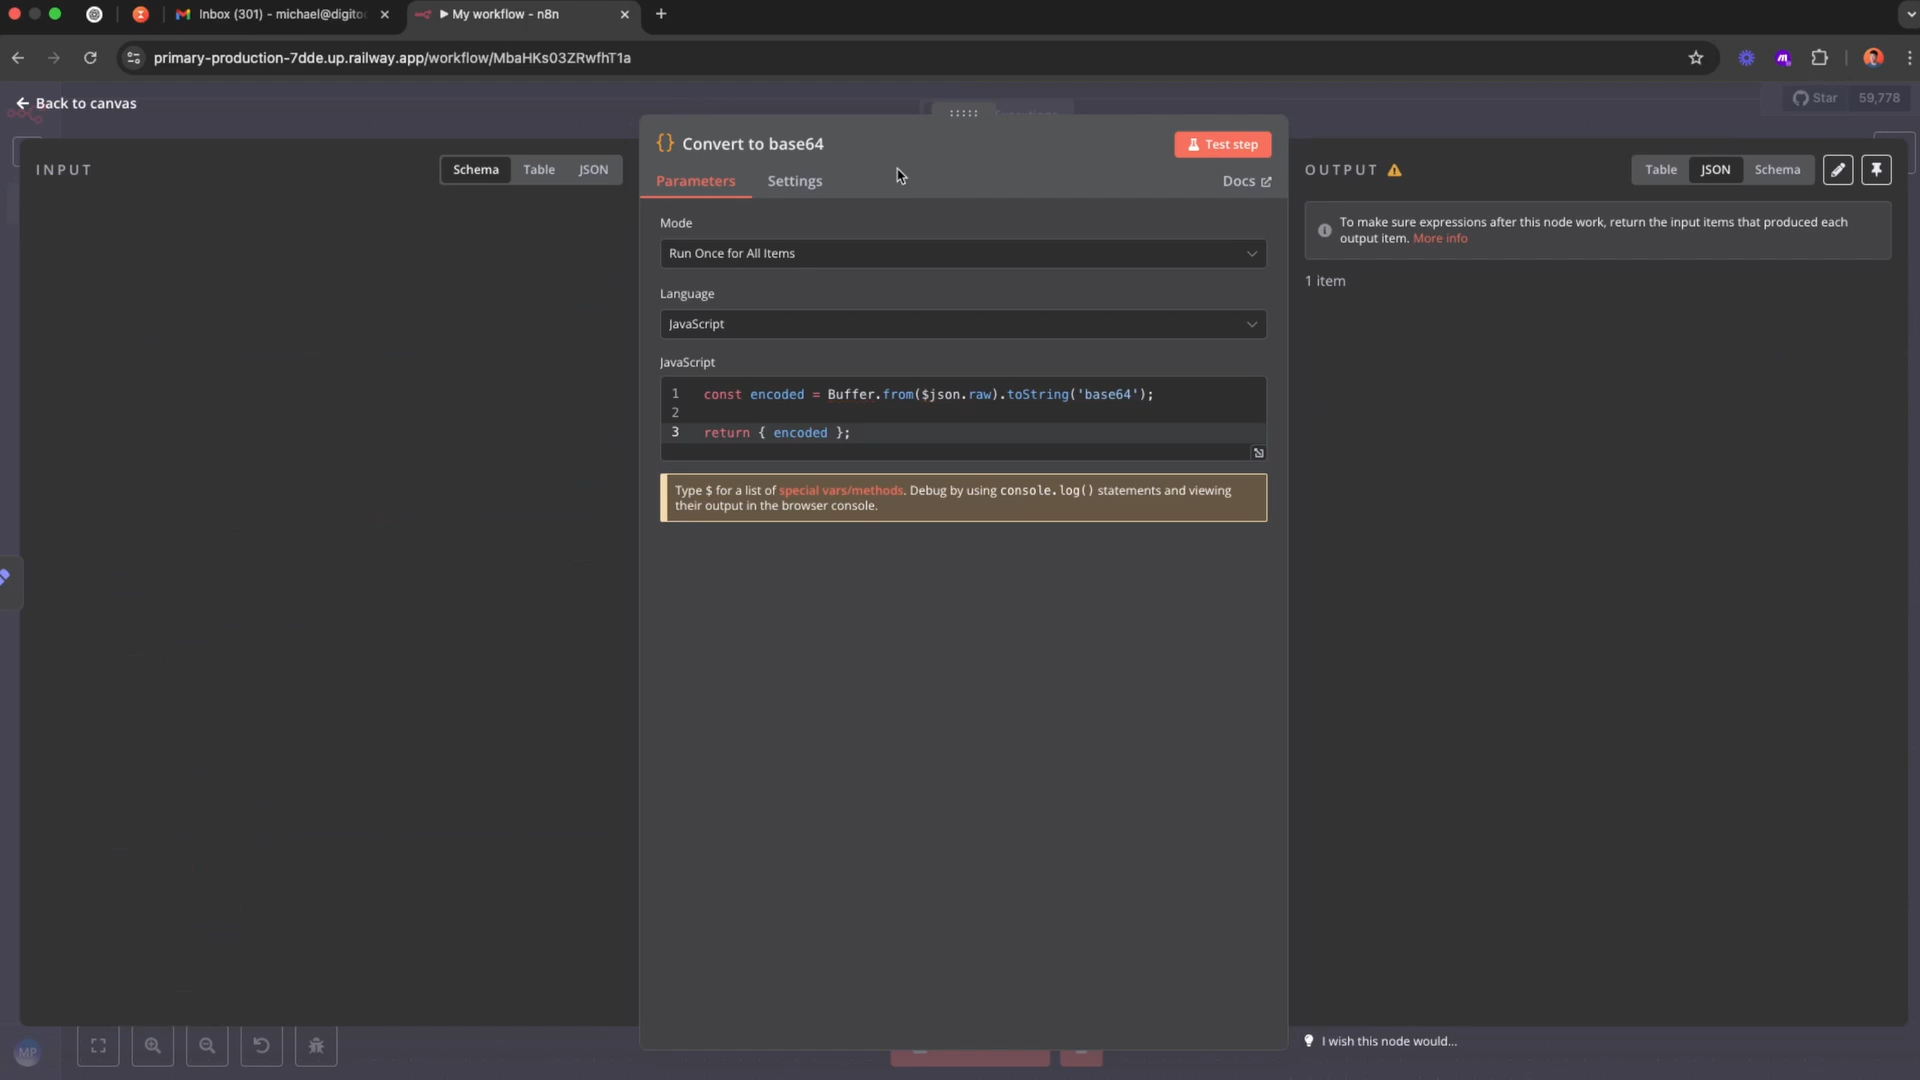 Inbox (301) - michael@digito
My workflow - n8n
primary-production-7dde.up.railway.app/workflow/MbaHKs03ZRwfhT1a
Back to canvas
Star 59,778
INPUT
Schema Table JSON
Convert to base64
Test step
Parameters Settings Docs
Mode
Run Once for All Items
Language
JavaScript
JavaScript
1 const encoded = Buffer.from($json.raw).toString('base64');
2
3 return { encoded };
Type $ for a list of special vars/methods. Debug by using console.log() statements and viewing
their output in the browser console.
OUTPUT
Table JSON Schema
To make sure expressions after this node work, return the input items that produced each
output item. More info
1 item
MP
I wish this node would...